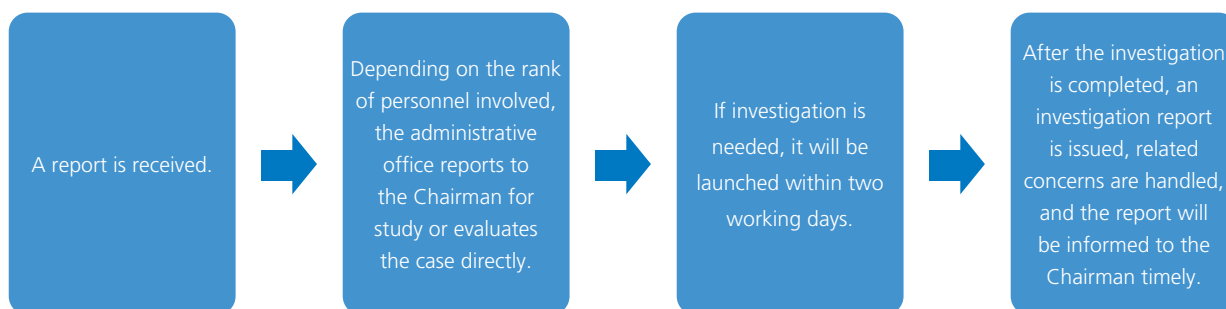 A report is received.
Depending on the rank
of personnel involved,
the administrative
office reports to
the Chairman for
study or evaluates
the case directly.
If investigation is
needed, it will be
launched within two
working days.
After the investigation
is completed, an
investigation report
is issued, related
concerns are handled,
and the report will
be informed to the
Chairman timely.